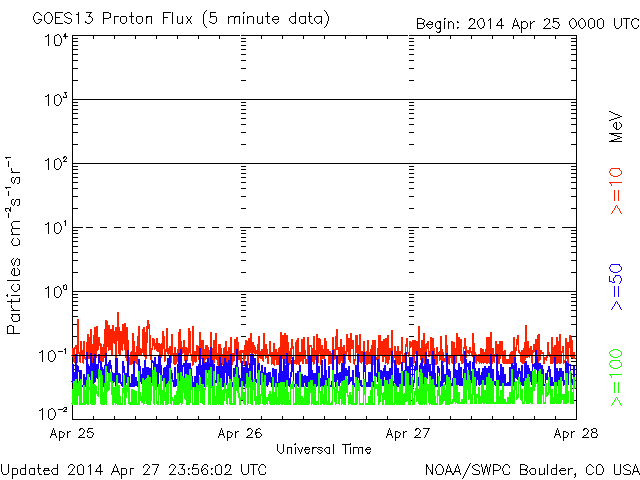 GOES13 Proton Flux (5 minute data)
Begin: 2014 Apr 25 0000 UTC
10⁴
10³
10²
10¹
10⁰
10⁻¹
10⁻²
Particles cm⁻²s⁻¹sr⁻¹
MeV
>=10
>=50
>=100
Apr 25
Apr 26
Apr 27
Apr 28
Universal Time
Updated 2014 Apr 27 23:56:02 UTC
NOAA/SWPC Boulder, CO USA